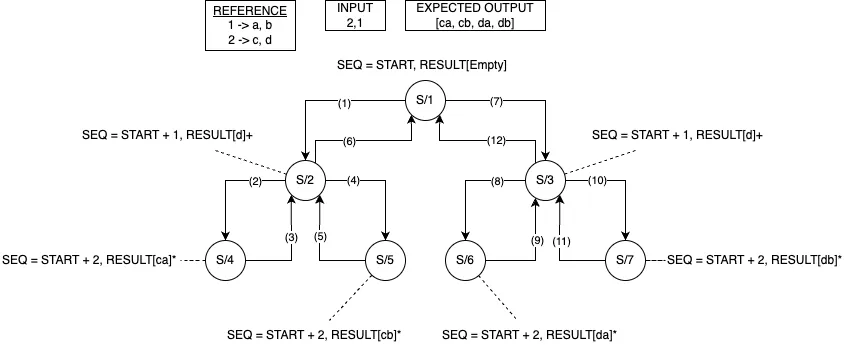 REFERENCE
1 -> a, b
2 -> c, d
INPUT
2,1
EXPECTED OUTPUT
[ca, cb, da, db]
SEQ = START, RESULT[Empty]
S/1
(1)
(7)
(6)
(12)
SEQ = START + 1, RESULT[d]+
SEQ = START + 1, RESULT[d]+
S/2
S/3
(2)
(4)
(8)
(10)
(3)
(5)
(9)
(11)
SEQ = START + 2, RESULT[ca]*
S/4
S/5
S/6
S/7
SEQ = START + 2, RESULT[db]*
SEQ = START + 2, RESULT[cb]*
SEQ = START + 2, RESULT[da]*